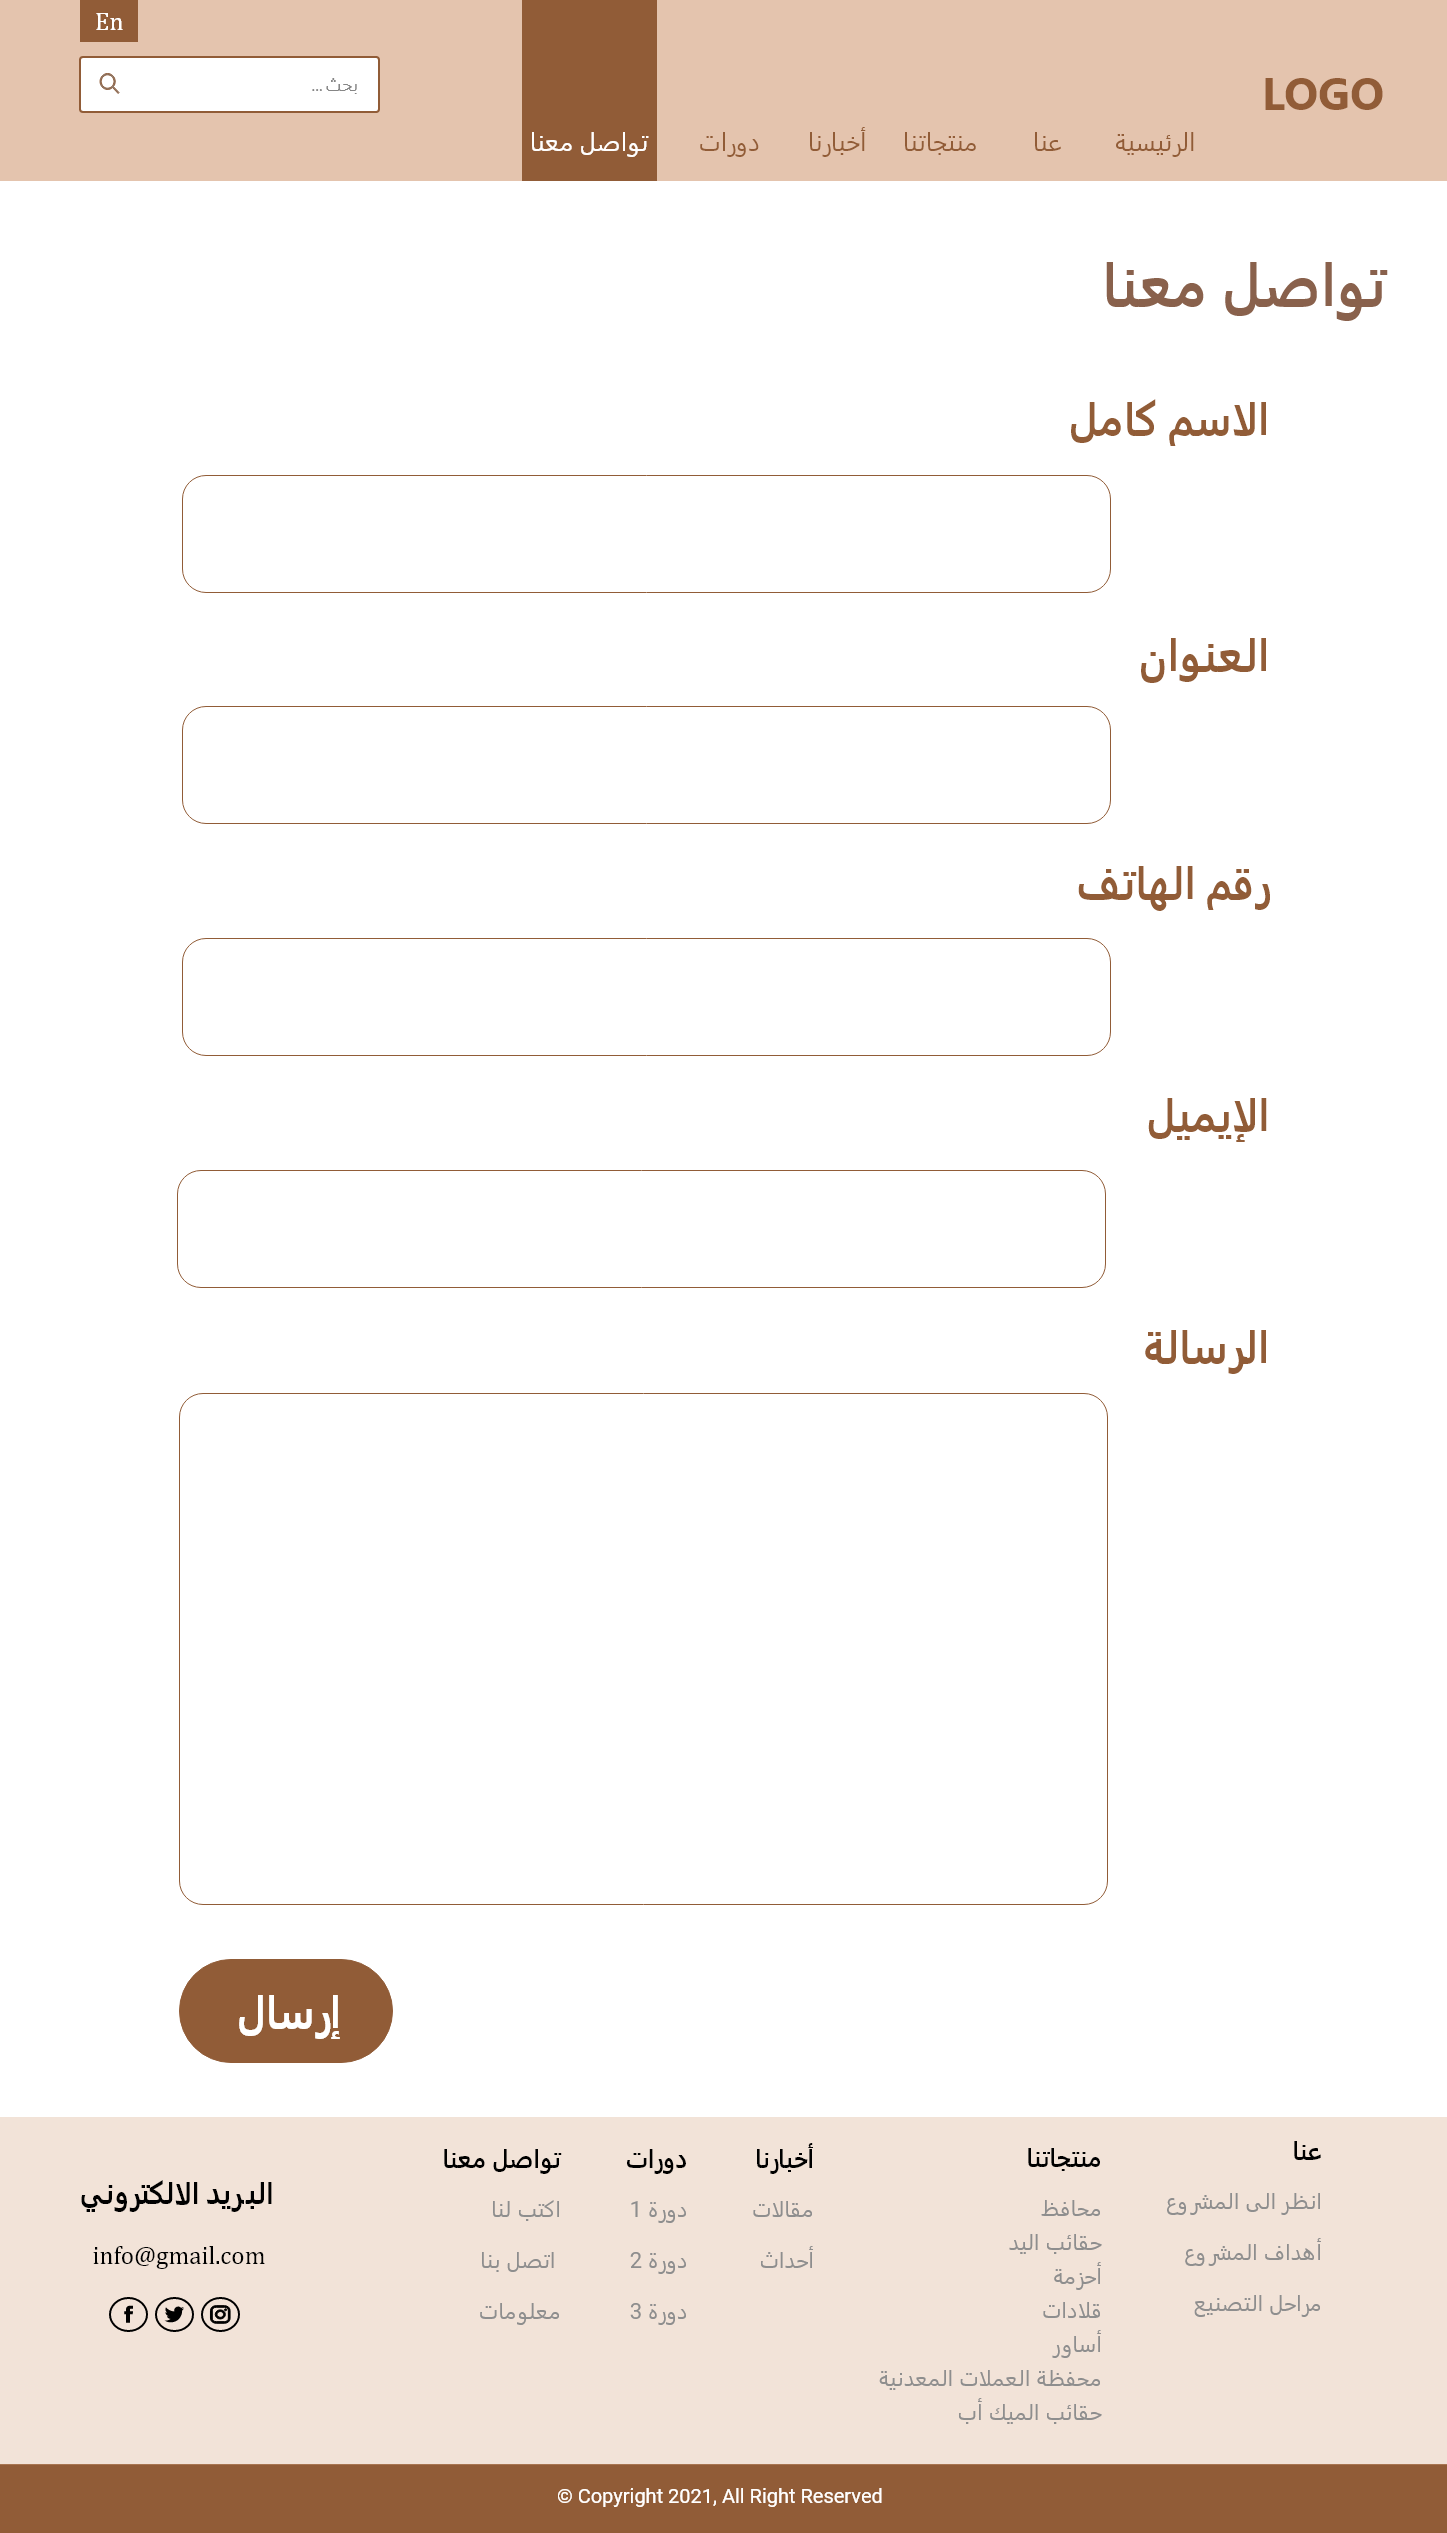 En
بحث ...
LOGO
الرئيسية
عنا
منتجاتنا
أخبارنا
دورات
تواصل معنا
تواصل معنا
الاسم كامل
العنوان
رقم الهاتف
الإيميل
الرسالة
إرسال
عنا
انظر الى المشروع
أهداف المشروع
مراحل التصنيع
منتجاتنا
محافظ
حقائب اليد
أحزمة
قلادات
أساور
محفظة العملات المعدنية
حقائب الميك أب
أخبارنا
مقالات
أحداث
دورات
دورة 1
دورة 2
دورة 3
تواصل معنا
اكتب لنا
اتصل بنا
معلومات
البريد الالكتروني
info@gmail.com
© Copyright 2021, All Right Reserved